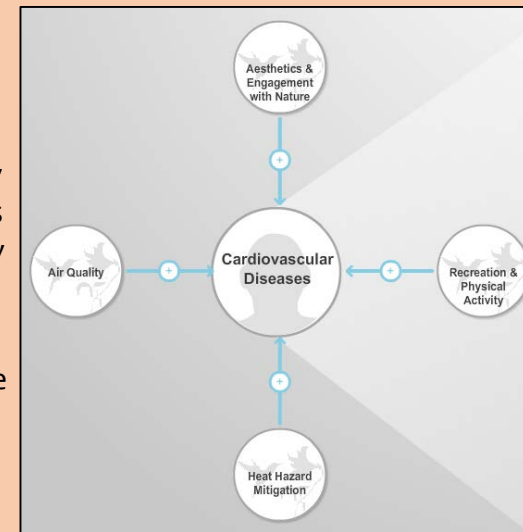 Aesthetics &
Engagement
with Nature
+
Air Quality
+
Cardiovascular
Diseases
+
Recreation &
Physical
Activity
+
Heat Hazard
Mitigation